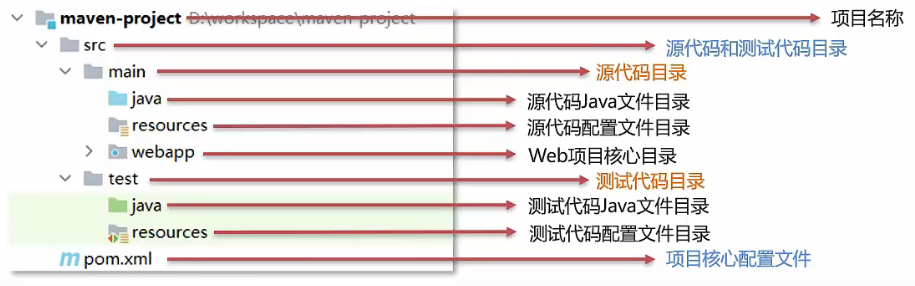 maven-project D:\workspace\maven-project 项目名称
src 源代码和测试代码目录
main 源代码目录
java 源代码Java文件目录
resources 源代码配置文件目录
webapp Web项目核心目录
test 测试代码目录
java 测试代码Java文件目录
resources 测试代码配置文件目录
m pom.xml 项目核心配置文件